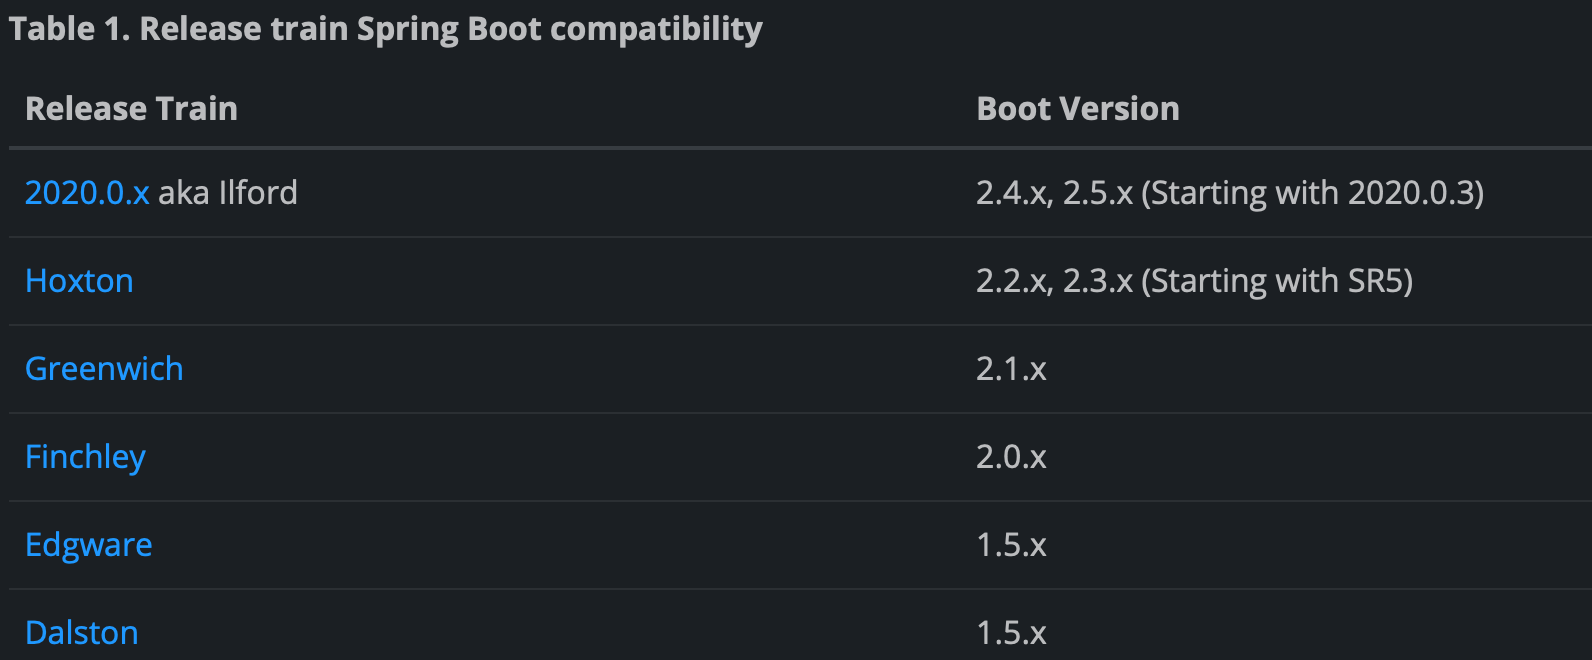 Table 1. Release train Spring Boot compatibility
Release Train Boot Version
2020.0.x aka Ilford 2.4.x, 2.5.x (Starting with 2020.0.3)
Hoxton 2.2.x, 2.3.x (Starting with SR5)
Greenwich 2.1.x
Finchley 2.0.x
Edgware 1.5.x
Dalston 1.5.x